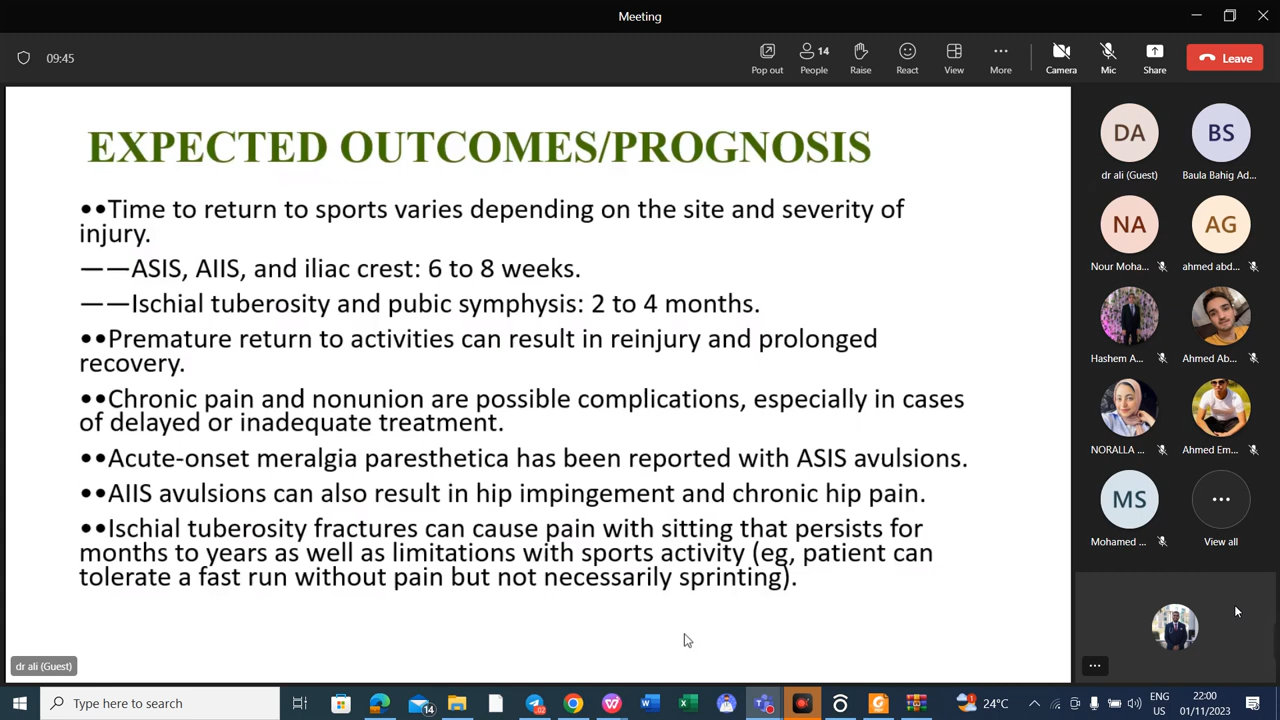 Meeting
09:45
Pop out
14
People
Raise
React
View
More
Camera
Mic
Share
Leave
EXPECTED OUTCOMES/PROGNOSIS
••Time to return to sports varies depending on the site and severity of
injury.
——ASIS, AIIS, and iliac crest: 6 to 8 weeks.
——Ischial tuberosity and pubic symphysis: 2 to 4 months.
••Premature return to activities can result in reinjury and prolonged
recovery.
••Chronic pain and nonunion are possible complications, especially in cases
of delayed or inadequate treatment.
••Acute-onset meralgia paresthetica has been reported with ASIS avulsions.
••AIIS avulsions can also result in hip impingement and chronic hip pain.
••Ischial tuberosity fractures can cause pain with sitting that persists for
months to years as well as limitations with sports activity (eg, patient can
tolerate a fast run without pain but not necessarily sprinting).
dr ali (Guest)
DA
BS
dr ali (Guest)
Baula Bahig Ad...
NA
AG
Nour Moha...
ahmed abd...
Hashem A...
Ahmed Ab...
NORALLA ...
Ahmed Em...
MS
Mohamed ...
View all
Type here to search
14
02
24°C
ENG
US
22:00
01/11/2023